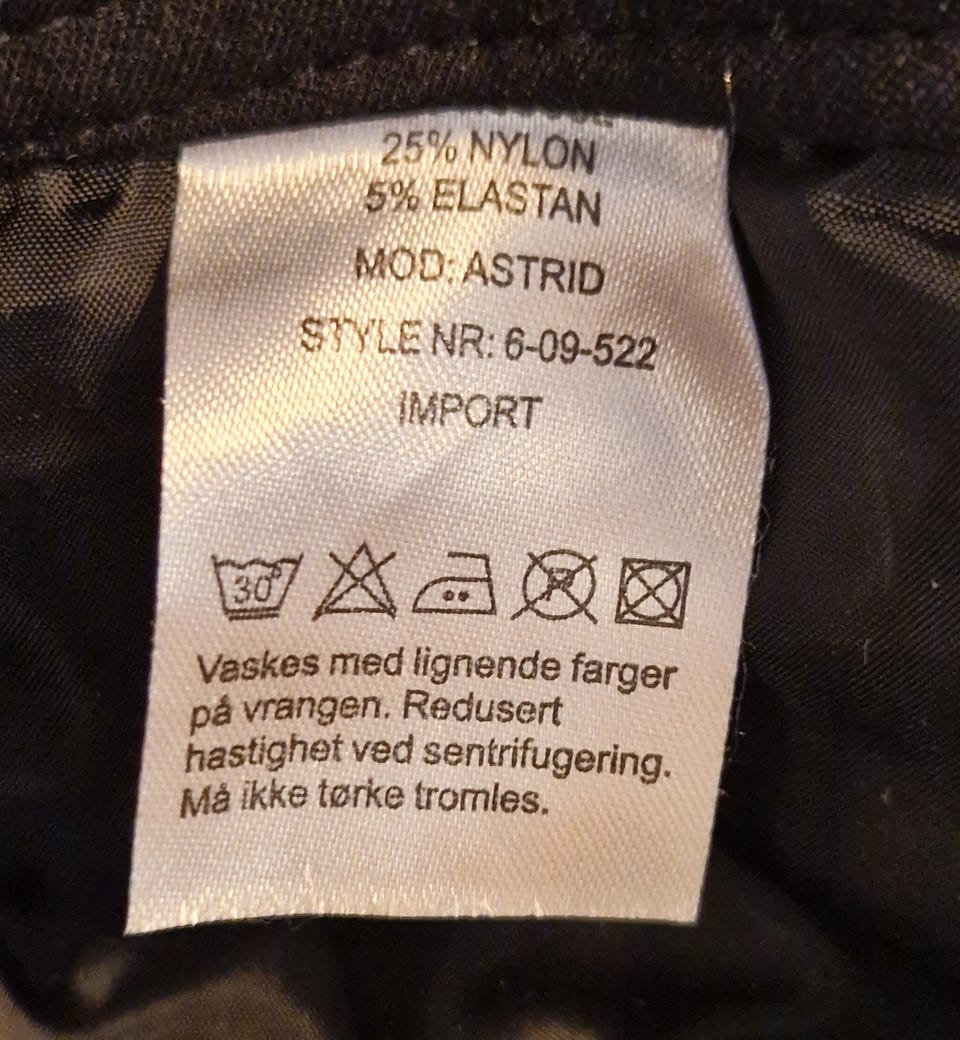 25% NYLON
5% ELASTAN
MOD: ASTRID
STYLE NR: 6-09-522
IMPORT
30° P
Vaskes med lignende farger
på vrangen. Redusert
hastighet ved sentrifugering.
Må ikke tørke tromles.